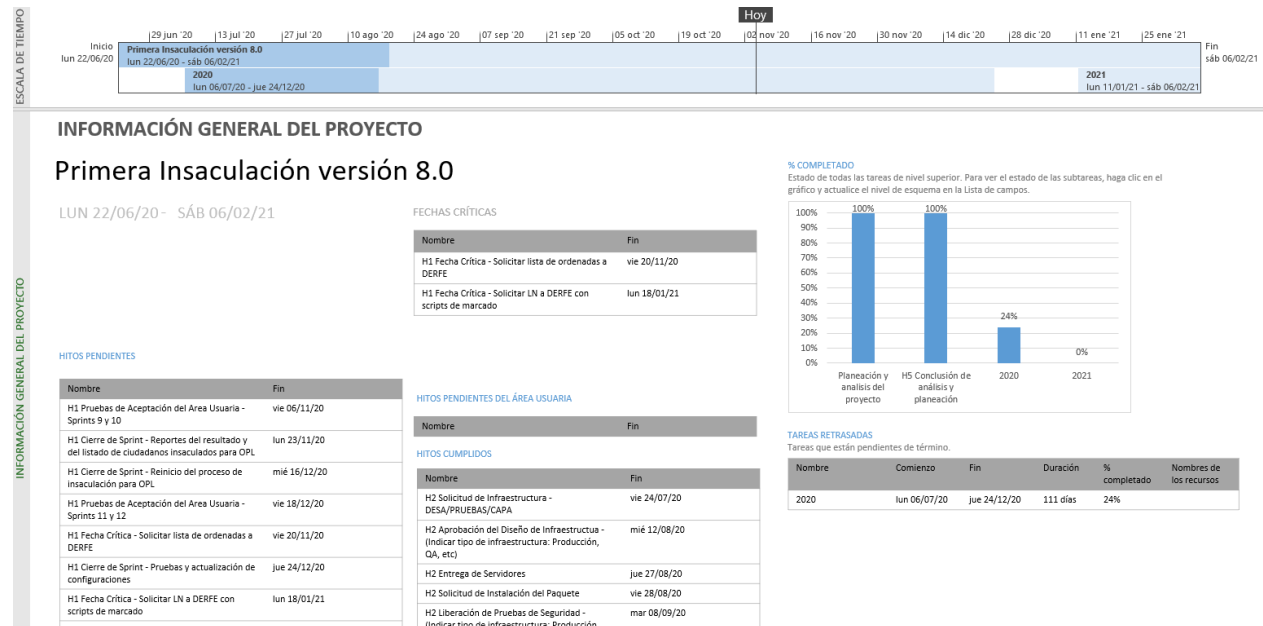 ESCALA DE TIEMPO
Hoy
29 jun '20 13 jul '20 27 jul '20 10 ago '20 24 ago '20 07 sep '20 21 sep '20 05 oct '20 19 oct '20 02 nov '20 16 nov '20 30 nov '20 14 dic '20 28 dic '20 11 ene '21 25 ene '21
Inicio
lun 22/06/20
Primera Insaculación versión 8.0
lun 22/06/20 - sáb 06/02/21
2020
lun 06/07/20 - jue 24/12/20
2021
lun 11/01/21 - sáb 06/02/21
Fin
sáb 06/02/21
INFORMACIÓN GENERAL DEL PROYECTO
INFORMACIÓN GENERAL DEL PROYECTO
Primera Insaculación versión 8.0
LUN 22/06/20 - SÁB 06/02/21
FECHAS CRÍTICAS
Nombre Fin
H1 Fecha Crítica - Solicitar lista de ordenadas a vie 20/11/20
DERFE
H1 Fecha Crítica - Solicitar LN a DERFE con lun 18/01/21
scripts de marcado
% COMPLETADO
Estado de todas las tareas de nivel superior. Para ver el estado de las subtareas, haga clic en el
gráfico y actualice el nivel de esquema en la Lista de campos.
100%
90%
80%
70%
60%
50%
40%
30%
20%
10%
0%
100% 100% 24% 0%
Planeación y H5 Conclusión de 2020 2021
analisis del análisis y
proyecto planeación
HITOS PENDIENTES
Nombre Fin
H1 Pruebas de Aceptación del Area Usuaria - vie 06/11/20
Sprints 9 y 10
H1 Cierre de Sprint - Reportes del resultado y lun 23/11/20
del listado de ciudadanos insaculados para OPL
H1 Cierre de Sprint - Reinicio del proceso de mié 16/12/20
insaculación para OPL
H1 Pruebas de Aceptación del Area Usuaria - vie 18/12/20
Sprints 11 y 12
H1 Fecha Crítica - Solicitar lista de ordenadas a vie 20/11/20
DERFE
H1 Cierre de Sprint - Pruebas y actualización de jue 24/12/20
configuraciones
H1 Fecha Crítica - Solicitar LN a DERFE con lun 18/01/21
scripts de marcado
HITOS PENDIENTES DEL ÁREA USUARIA
Nombre Fin
HITOS CUMPLIDOS
Nombre Fin
H2 Solicitud de Infraestructura - vie 24/07/20
DESA/PRUEBAS/CAPA
H2 Aprobación del Diseño de Infraestructua - mié 12/08/20
(Indicar tipo de infraestructura: Producción,
QA, etc)
H2 Entrega de Servidores jue 27/08/20
H2 Solicitud de Instalación del Paquete vie 28/08/20
H2 Liberación de Pruebas de Seguridad - mar 08/09/20
(Indicar tipo de infraestructura: Producción,
TAREAS RETRASADAS
Tareas que están pendientes de término.
Nombre Comienzo Fin Duración % completado Nombres de los recursos
2020 lun 06/07/20 jue 24/12/20 111 días 24%